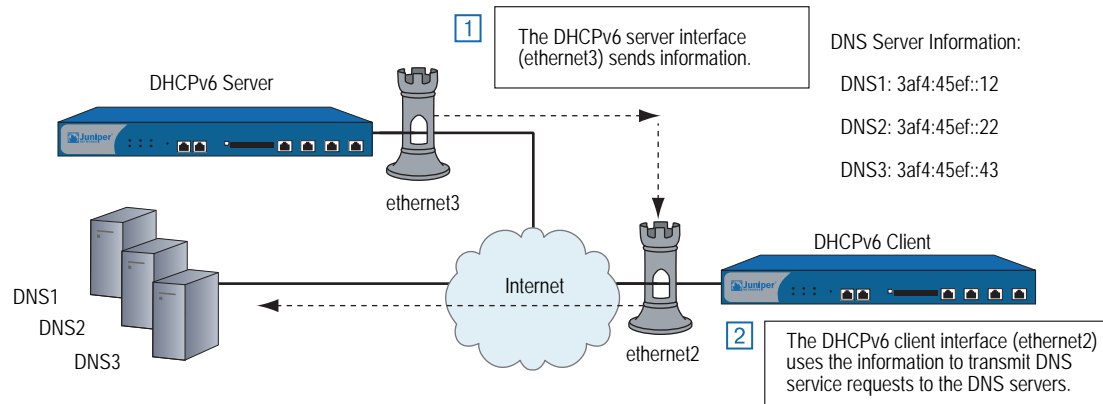 1
The DHCPv6 server interface
(ethernet3) sends information.
DNS Server Information:
DNS1: 3af4:45ef::12
DNS2: 3af4:45ef::22
DNS3: 3af4:45ef::43
DHCPv6 Server
Juniper
ethernet3
DHCPv6 Client
Juniper
Internet
DNS1
DNS2
DNS3
ethernet2
2
The DHCPv6 client interface (ethernet2)
uses the information to transmit DNS
service requests to the DNS servers.